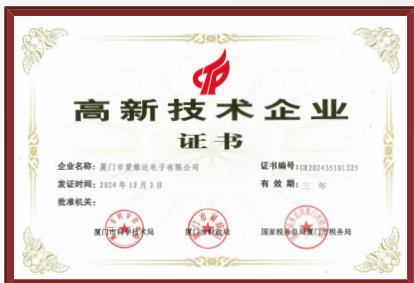 高新技术企业
证书
企业名称：厦门市爱维达电子有限公司
证书编号：GR202435101325
发证时间：2024年12月2日
有效期：三年
批准机关：
厦门市科学技术局
厦门市财政局
国家税务总局厦门市税务局